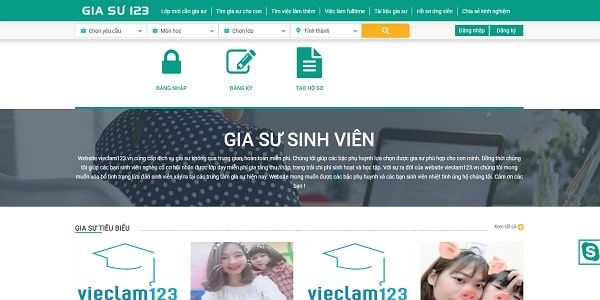 GIA SƯ 123
Lớp mới cần gia sư Tìm gia sư cho con Việc làm thêm Việc làm fulltime Tài liệu gia sư Hồ sơ ứng viên Chia sẻ kinh nghiệm
Chọn yêu cầu Môn học Chọn lớp Tỉnh thành Đăng nhập Đăng ký
ĐĂNG NHẬP ĐĂNG KÝ TẠO HỒ SƠ
GIA SƯ SINH VIÊN
Website vieclam123.vn cung cấp dịch vụ gia sư không qua trung gian, hoàn toàn miễn phí. Chúng tôi giúp các bậc phụ huynh lựa chọn được gia sư phù hợp cho con mình. Đồng thời chúng
tôi giúp các bạn sinh viên nghèo có cơ hội nhận được lớp dạy miễn phí gia tăng thu nhập, trang trải chi phí sinh hoạt và học tập. Với sự ra đời của website vieclam123.vn chúng tôi mong
muốn xóa bỏ tình trạng lừa đảo sinh viên xảy ra tại các trung tâm gia sư hiện nay. Website mong muốn được các bậc phụ huynh và các bạn sinh viên nhiệt tình ủng hộ chúng tôi. Cảm ơn các
bạn !
GIA SƯ TIÊU BIỂU Xem tất cả
vieclam123 vieclam123